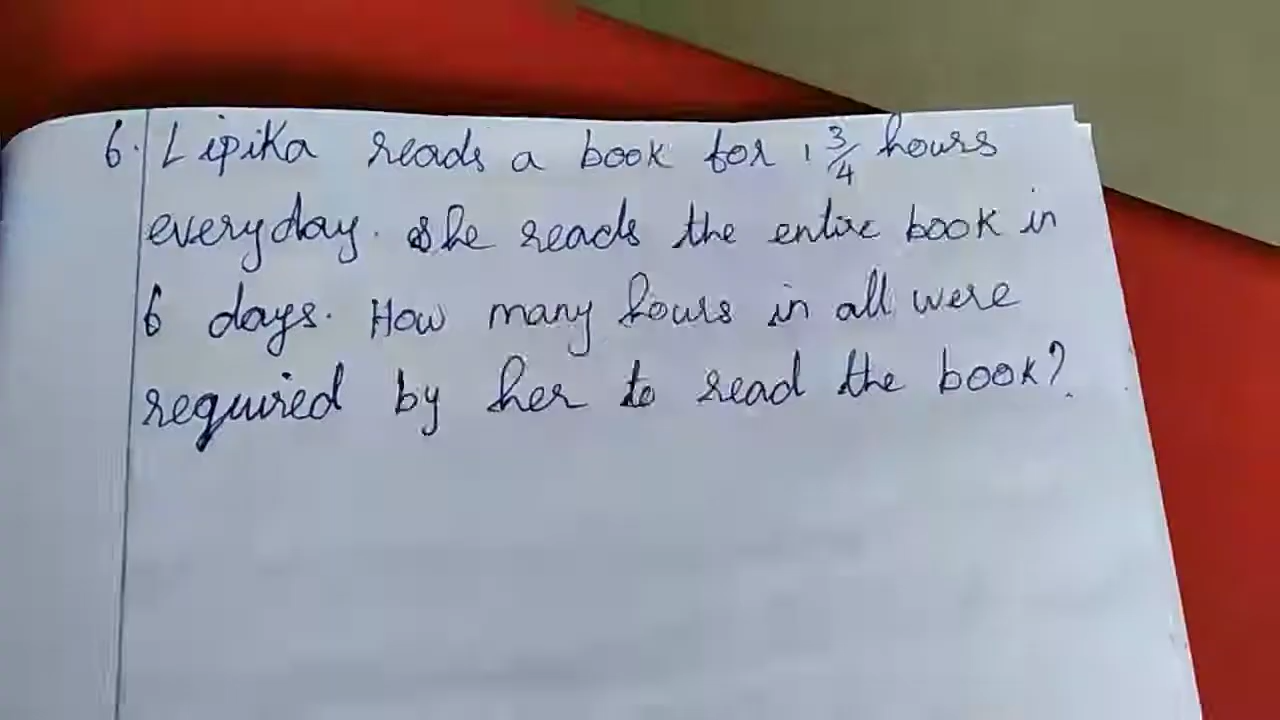 6. Lipika reads a book for 1 3/4 hours
everyday. She reads the entire book in
6 days. How many hours in all were
required by her to read the book?